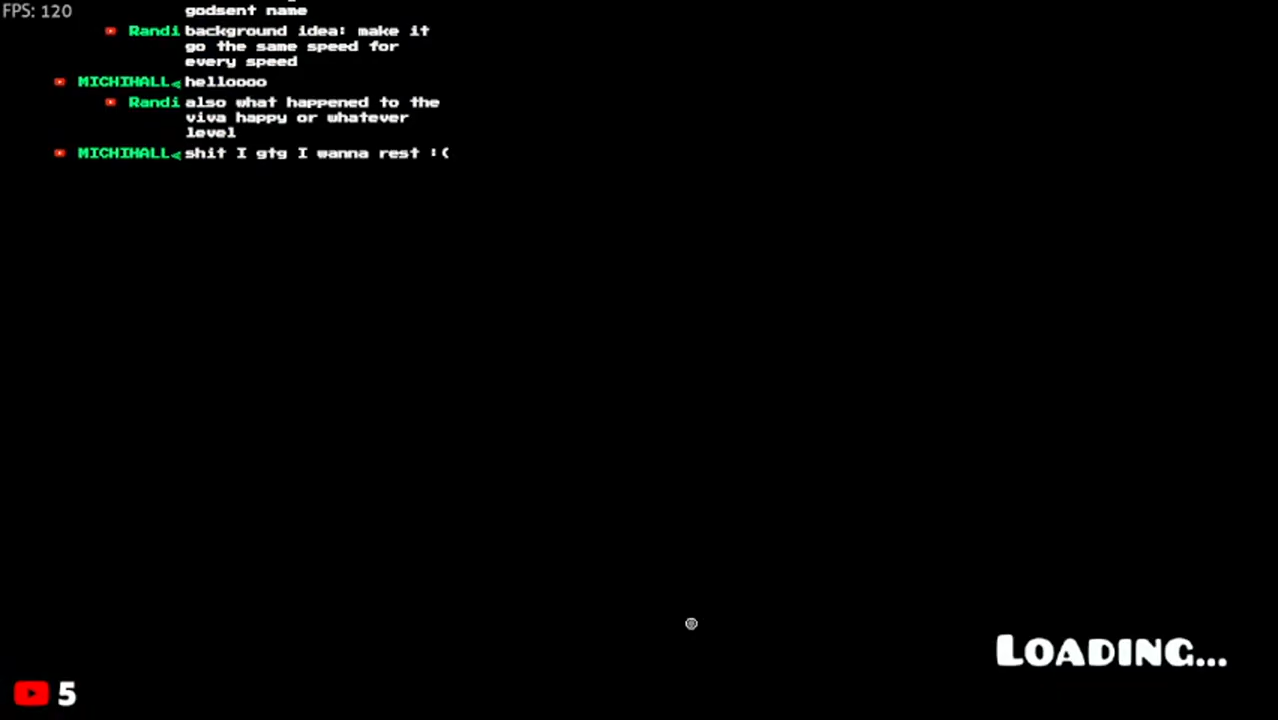 FPS: 120
godsent name
Randi background idea: make it
go the same speed for
every speed
MICHIHALL< helloooo
Randi also what happened to the
viva happy or whatever
level
MICHIHALL< shit I gtg I wanna rest :(
LOADING...
5